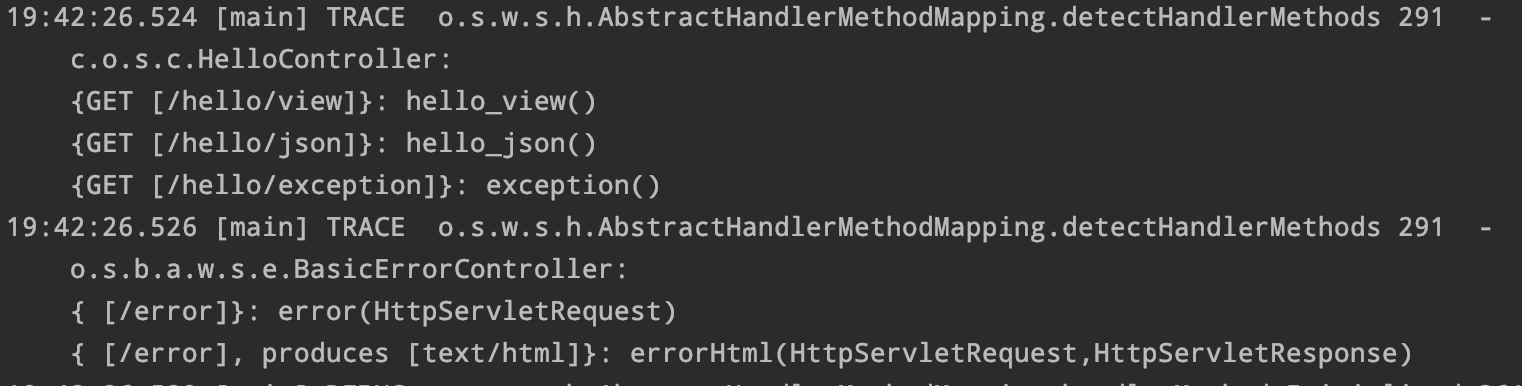 19:42:26.524 [main] TRACE  o.s.w.s.h.AbstractHandlerMethodMapping.detectHandlerMethods 291  -
c.o.s.c.HelloController:
{GET [/hello/view]}: hello_view()
{GET [/hello/json]}: hello_json()
{GET [/hello/exception]}: exception()
19:42:26.526 [main] TRACE  o.s.w.s.h.AbstractHandlerMethodMapping.detectHandlerMethods 291  -
o.s.b.a.w.s.e.BasicErrorController:
{ [/error]}: error(HttpServletRequest)
{ [/error], produces [text/html]}: errorHtml(HttpServletRequest,HttpServletResponse)